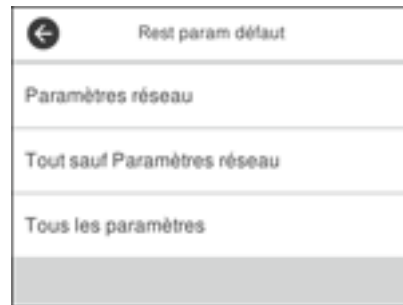 Rest param défaut
Paramètres réseau
Tout sauf Paramètres réseau
Tous les paramètres